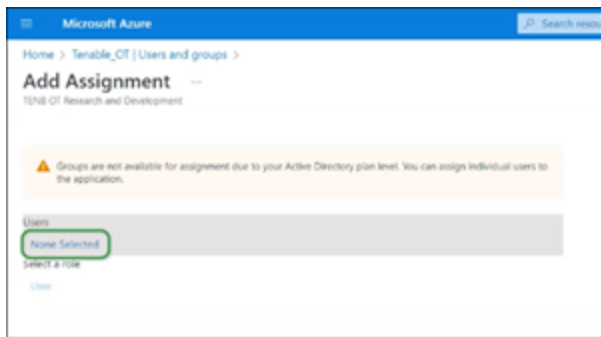 Microsoft Azure
Search resou
Home > Tenable_OT | Users and groups >
Add Assignment ...
TENB OT Research and Development
Groups are not available for assignment due to your Active Directory plan level. You can assign individual users to
the application.
Users
None Selected
Select a role
User